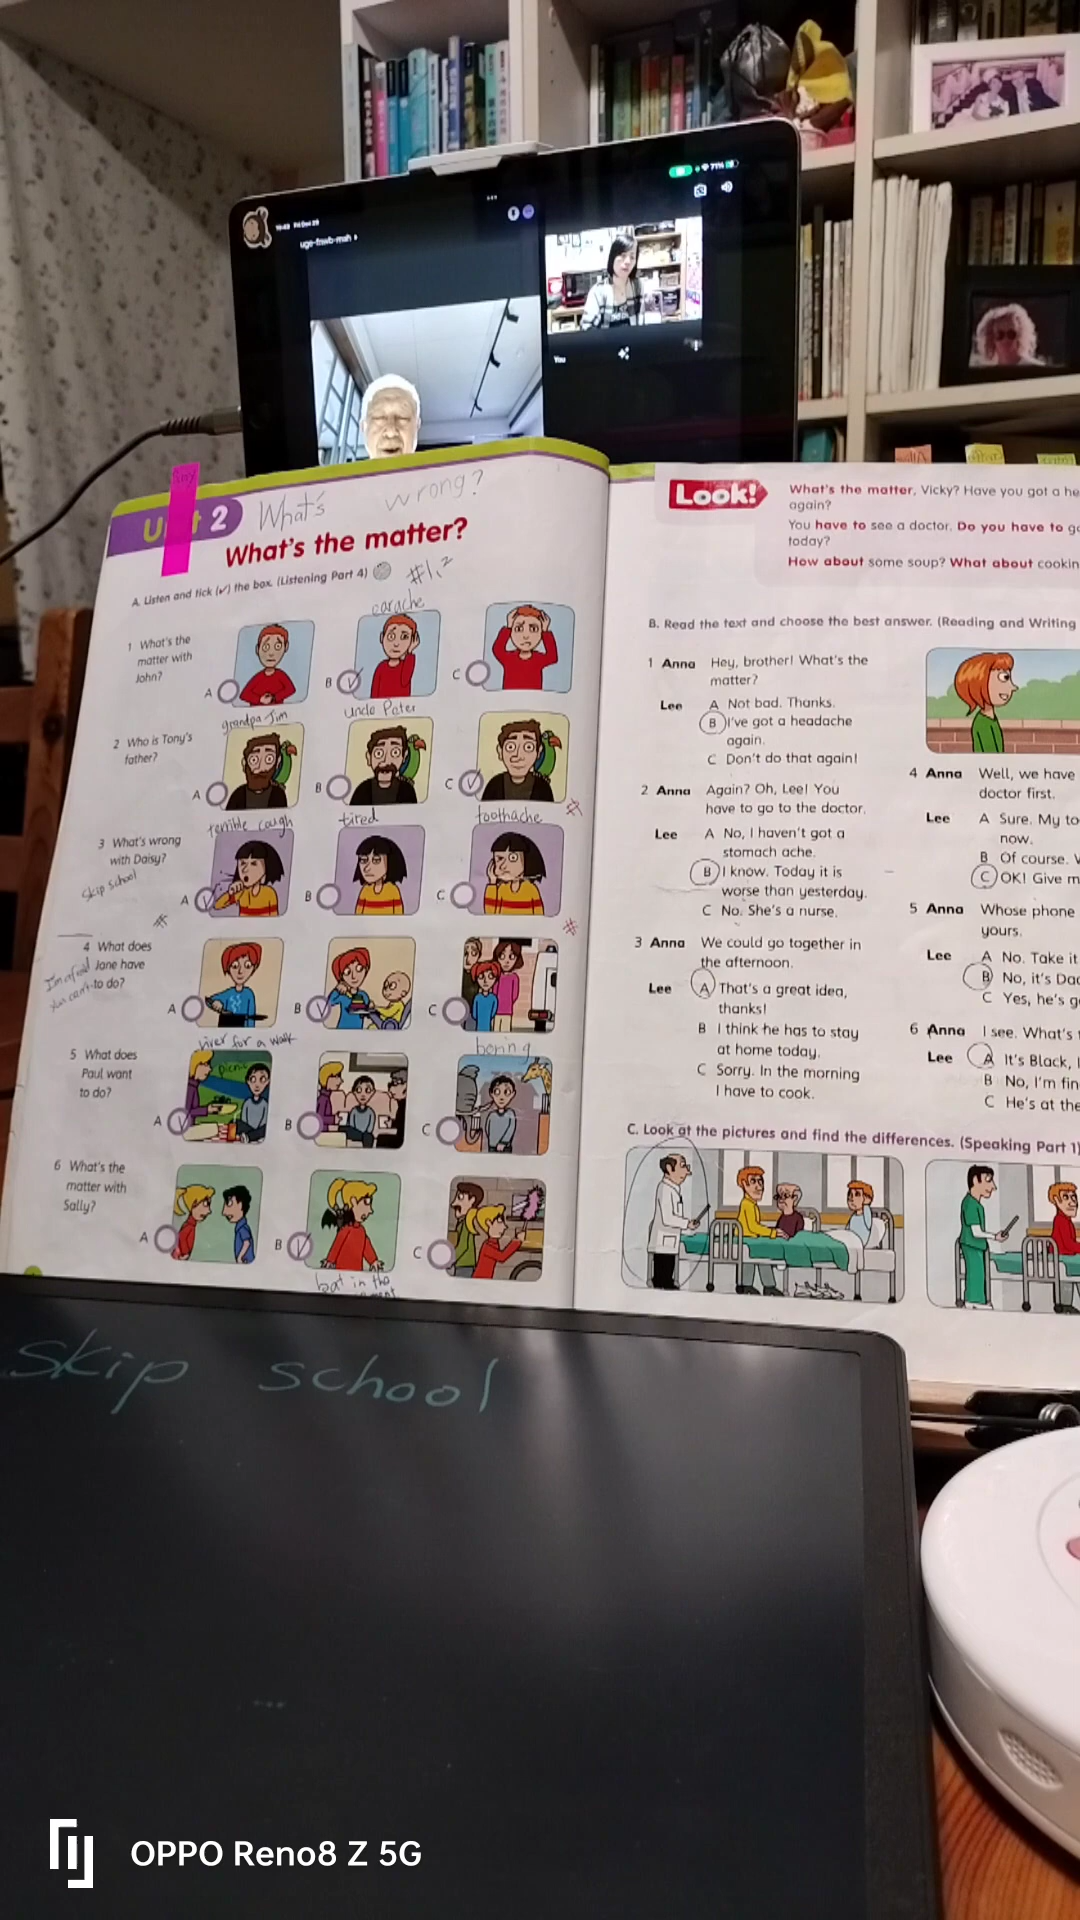 71%
You
What's wrong?
Unit 2
What's the matter?
A. Listen and tick (✓) the box. (Listening Part 4)
#1,2
earache
1 What's the
matter with
John?
A
B
C
grandpa Jim
uncle Peter
2 Who is Tony's
father?
A
B
C
terrible cough
tired
toothache
3 What's wrong
with Daisy?
skip school
A
B
C
4 What does
Jane have
to do?
I'm afraid
you can't
A
B
C
river for a walk
boring
5 What does
Paul want
to do?
picnic
A
B
C
6 What's the
matter with
Sally?
A
B
C
bat in the
Look!
What's the matter, Vicky? Have you got a
again?
You have to see a doctor. Do you have to
today?
How about some soup? What about
B. Read the text and choose the best answer. (Reading and Writing
1 Anna Hey, brother! What's the
matter?
Lee A Not bad. Thanks.
B I've got a headache
again.
C Don't do that again!
2 Anna Again? Oh, Lee! You
have to go to the doctor.
Lee A No, I haven't got a
stomach ache.
B I know. Today it is
worse than yesterday.
C No. She's a nurse.
3 Anna We could go together in
the afternoon.
Lee A That's a great idea,
thanks!
B I think he has to stay
at home today.
C Sorry. In the morning
I have to cook.
4 Anna Well, we have
doctor first.
Lee A Sure. My
now.
B Of course.
C OK! Give
5 Anna Whose phone
yours.
Lee A No. Take it
B No, it's
C Yes, he's
6 Anna I see. What's
Lee A It's Black,
B No, I'm
C He's at the
C. Look at the pictures and find the differences. (Speaking Part 1)
skip school
OPPO Reno8 Z 5G